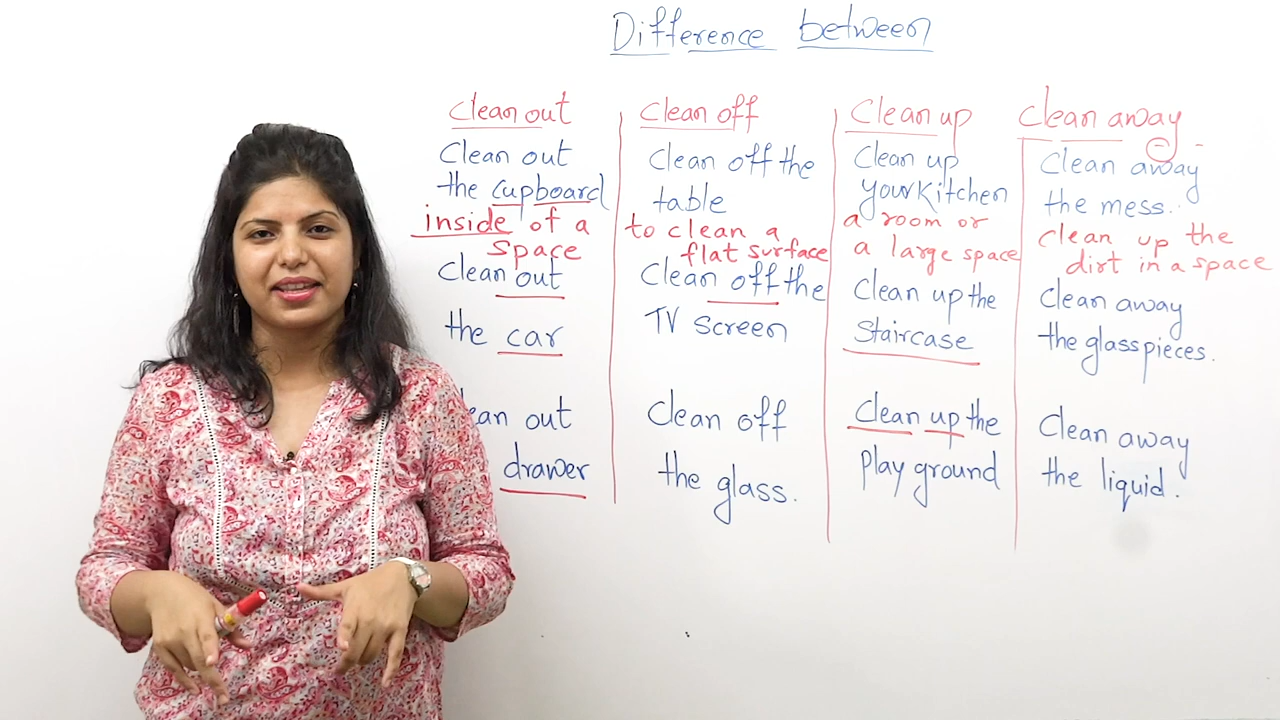 Difference between
Clean out
Clean out
the cupboard
inside of a
space
Clean out
the car
ean out
drawer
Clean off
Clean off the
table
to clean a
flat surface
Clean off the
TV screen
Clean off
the glass.
Clean up
Clean up
your kitchen
a room or
a large space
Clean up the
staircase
Clean up the
play ground
Clean away
Clean away
the mess.
clean up the
dirt in a space
Clean away
the glass pieces.
Clean away
the liquid.